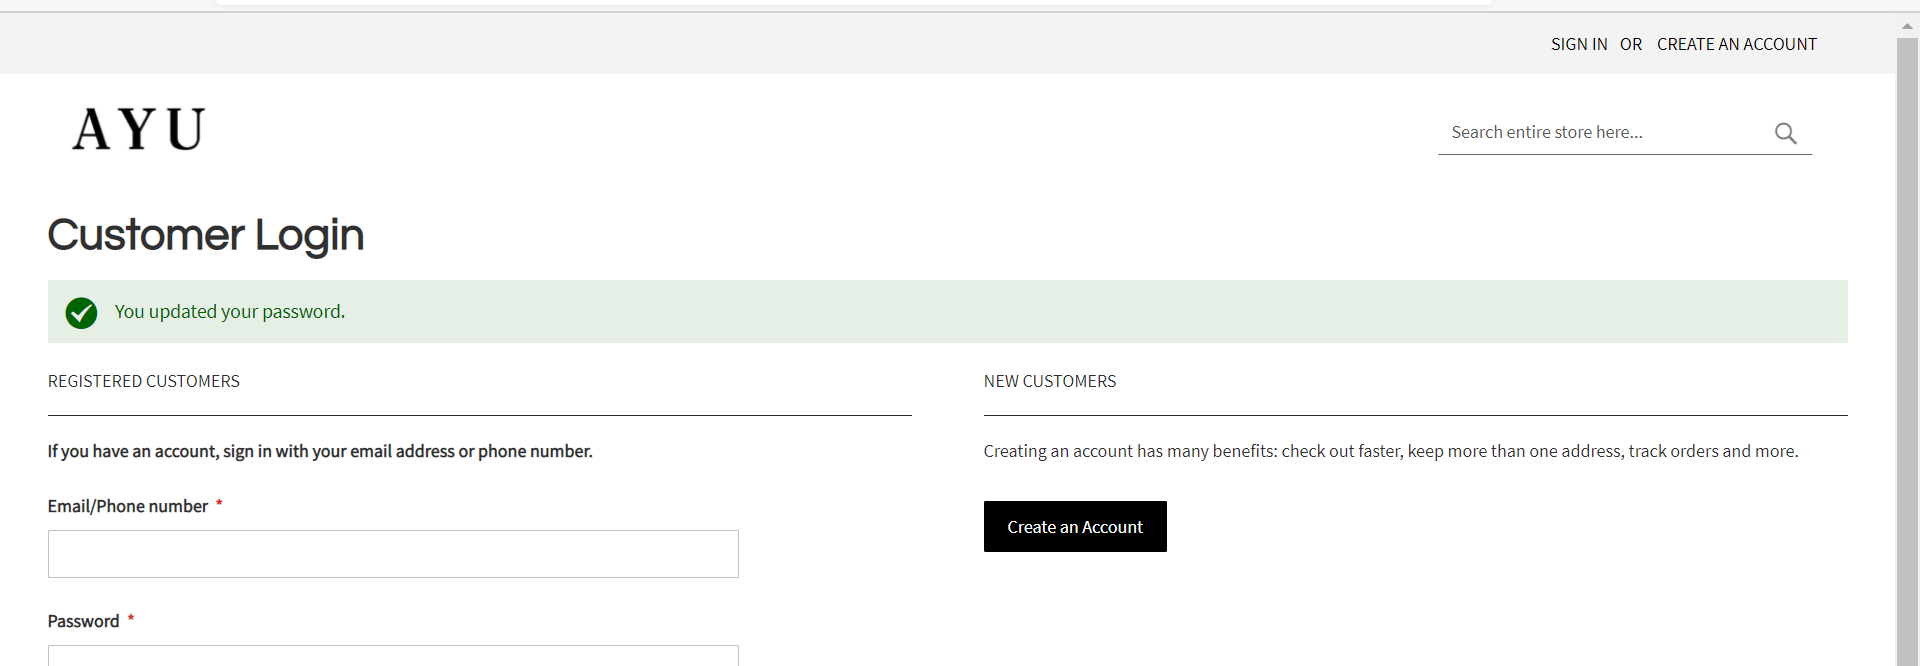 SIGN IN OR CREATE AN ACCOUNT
AYU
Search entire store here...
Customer Login
You updated your password.
REGISTERED CUSTOMERS
If you have an account, sign in with your email address or phone number.
Email/Phone number *
Password *
NEW CUSTOMERS
Creating an account has many benefits: check out faster, keep more than one address, track orders and more.
Create an Account